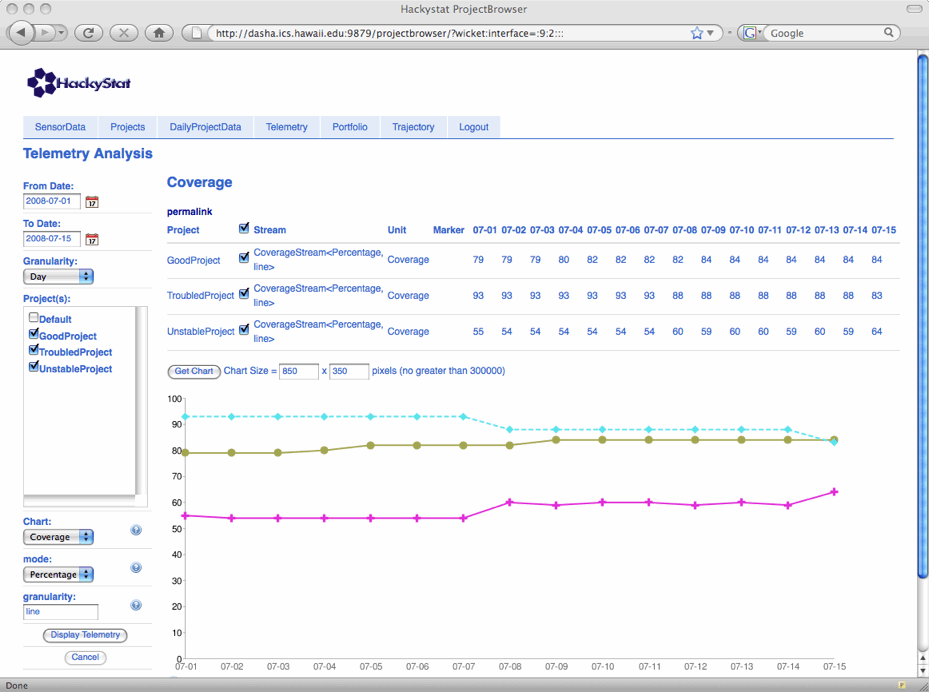 Hackystat ProjectBrowser
http://dasha.ics.hawaii.edu:9879/projectbrowser/?wicket:interface=:9:2::: G Google
HackyStat
SensorData Projects DailyProjectData Telemetry Portfolio Trajectory Logout
Telemetry Analysis
From Date:
2008-07-01 17
To Date:
2008-07-15 17
Granularity:
Day
Project(s):
Default
GoodProject
TroubledProject
UnstableProject
Chart:
Coverage
mode:
Percentage
granularity:
line
Display Telemetry
Cancel
Coverage
permalink
Project Stream Unit Marker 07-01 07-02 07-03 07-04 07-05 07-06 07-07 07-08 07-09 07-10 07-11 07-12 07-13 07-14 07-15
GoodProject CoverageStream<Percentage, line> Coverage 79 79 79 80 82 82 82 82 84 84 84 84 84 84 84
TroubledProject CoverageStream<Percentage, line> Coverage 93 93 93 93 93 93 93 88 88 88 88 88 88 88 83
UnstableProject CoverageStream<Percentage, line> Coverage 55 54 54 54 54 54 54 60 59 60 60 59 60 59 64
Get Chart Chart Size = 850 x 350 pixels (no greater than 300000)
100
90
80
70
60
50
40
30
20
10
0
07-01 07-02 07-03 07-04 07-05 07-06 07-07 07-08 07-09 07-10 07-11 07-12 07-13 07-14 07-15
Done